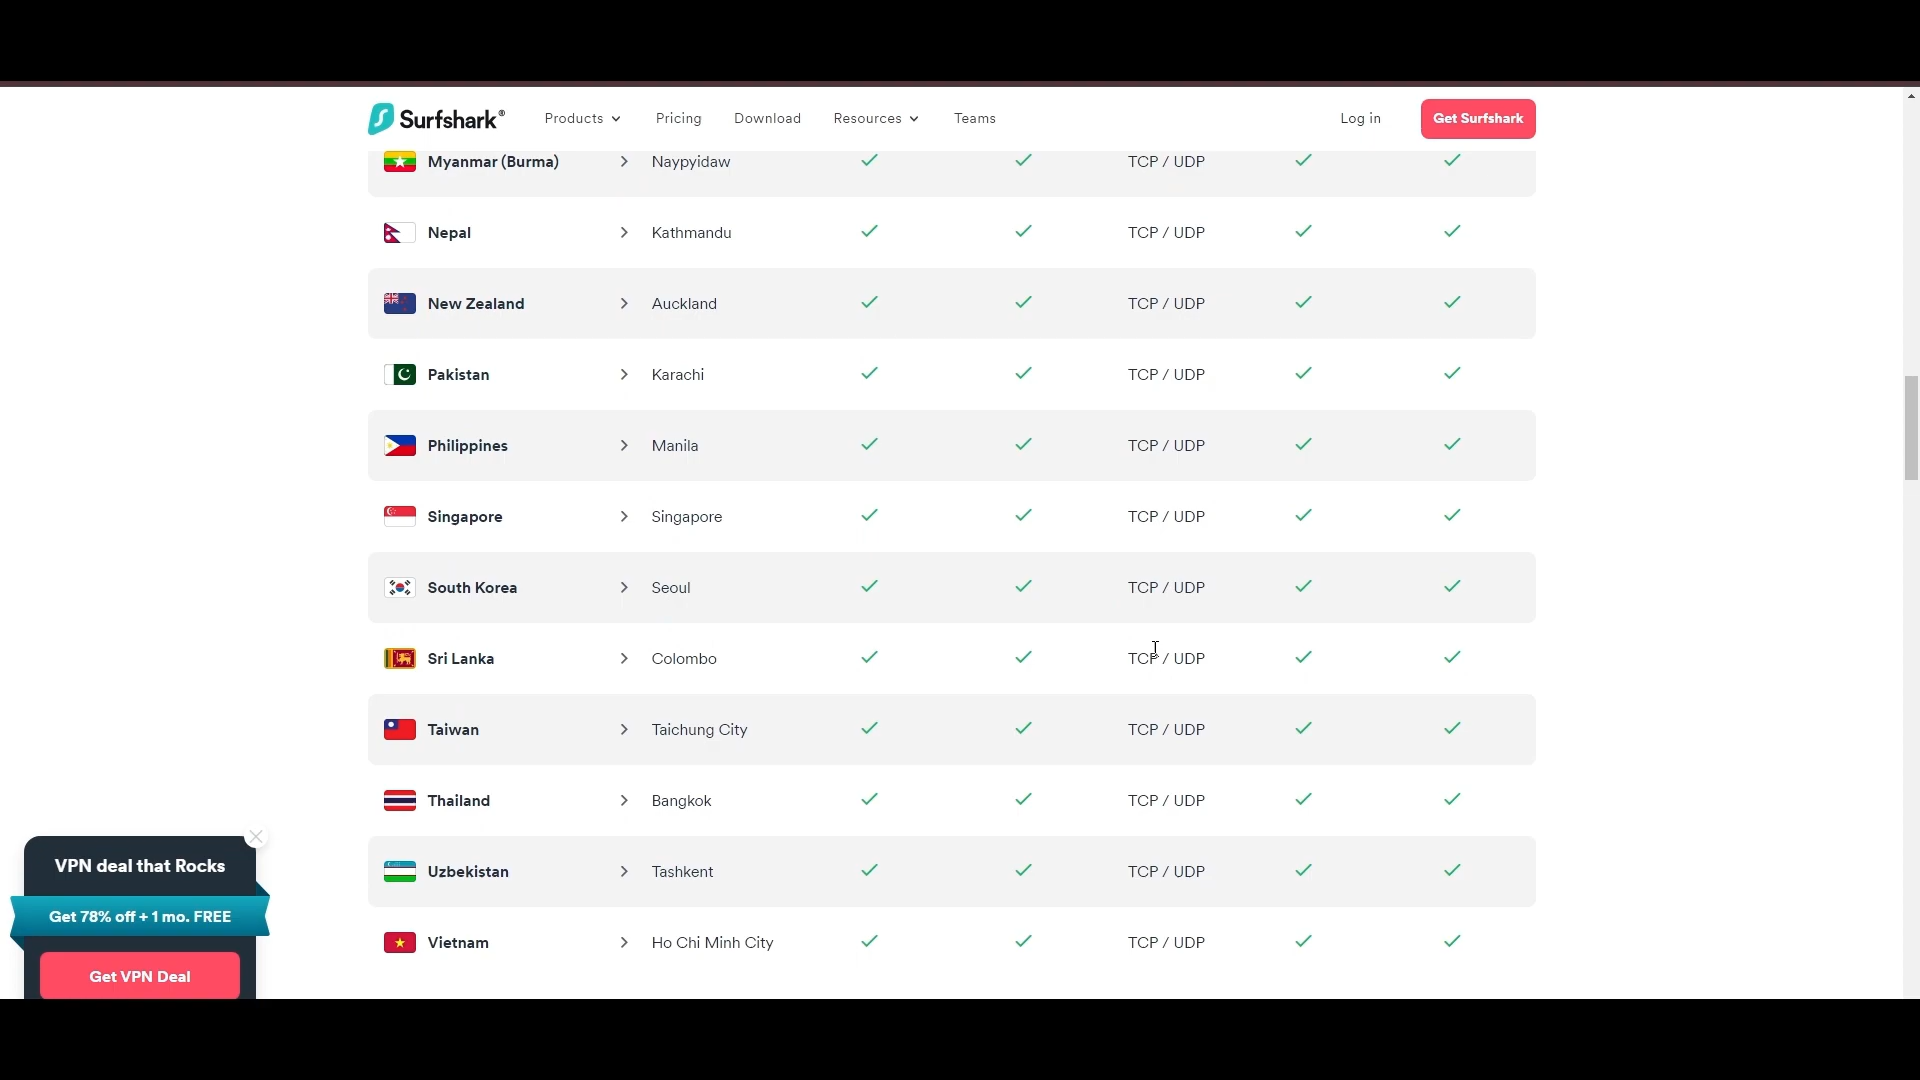 Surfshark®
Products Pricing Download Resources Teams Log in Get Surfshark
Myanmar (Burma) Naypyidaw TCP / UDP
Nepal Kathmandu TCP / UDP
New Zealand Auckland TCP / UDP
Pakistan Karachi TCP / UDP
Philippines Manila TCP / UDP
Singapore Singapore TCP / UDP
South Korea Seoul TCP / UDP
Sri Lanka Colombo TCP / UDP
Taiwan Taichung City TCP / UDP
Thailand Bangkok TCP / UDP
Uzbekistan Tashkent TCP / UDP
Vietnam Ho Chi Minh City TCP / UDP
VPN deal that Rocks
Get 78% off + 1 mo. FREE
Get VPN Deal